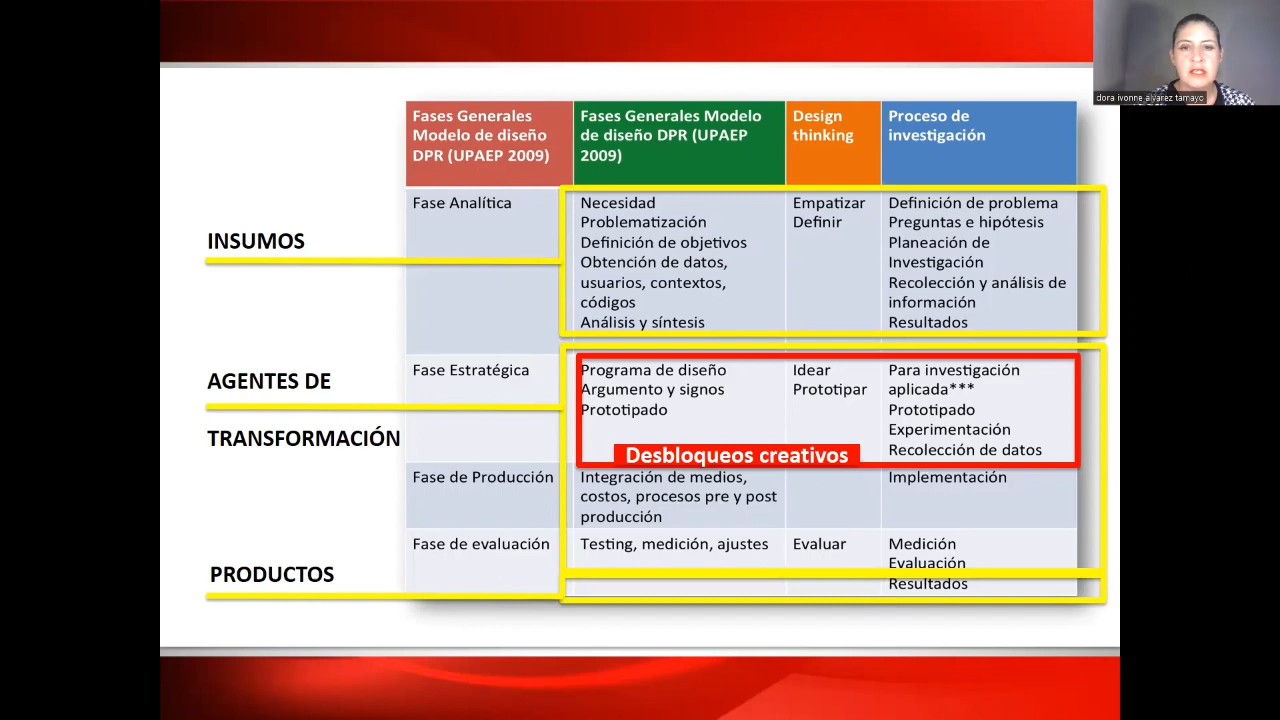 dora ivonne alvarez tamayo
Fases Generales
Modelo de diseño
DPR (UPAEP 2009)
Fases Generales Modelo
de diseño DPR (UPAEP
2009)
Design
thinking
Proceso de
investigación
INSUMOS
Fase Analítica
Necesidad
Problematización
Definición de objetivos
Obtención de datos,
usuarios, contextos,
códigos
Análisis y síntesis
Empatizar
Definir
Definición de problema
Preguntas e hipótesis
Planeación de
Investigación
Recolección y análisis de
información
Resultados
AGENTES DE
TRANSFORMACIÓN
Fase Estratégica
Programa de diseño
Argumento y signos
Prototipado
Idear
Prototipar
Para investigación
aplicada***
Prototipado
Experimentación
Recolección de datos
Desbloqueos creativos
Fase de Producción
Integración de medios,
costos, procesos pre y post
producción
Implementación
PRODUCTOS
Fase de evaluación
Testing, medición, ajustes
Evaluar
Medición
Evaluación
Resultados